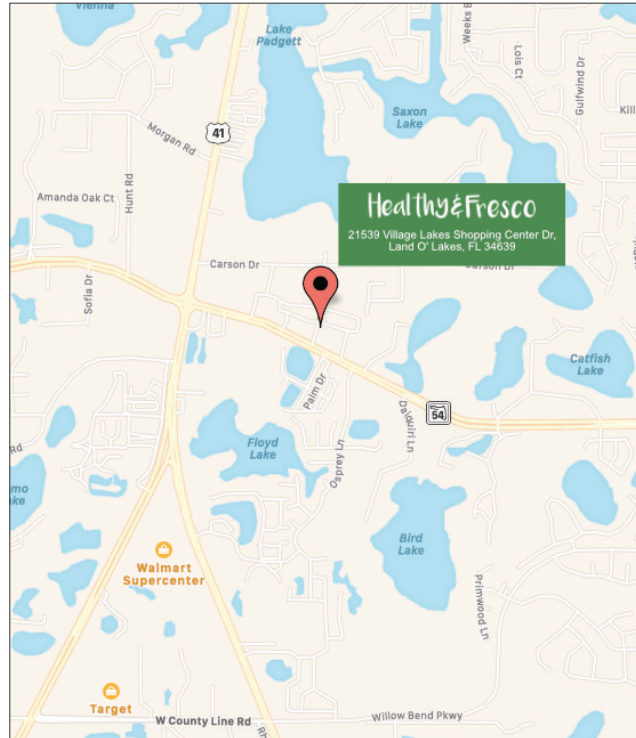 Vienna
Lake
Padgett
Weeks B
Lois Ct
Gulfwind Dr
Saxon
Lake
Kill
41
Morgan Rd
Hunt Rd
Amanda Oak Ct
Healthy&Fresco
21539 Village Lakes Shopping Center Dr,
Land O' Lakes, FL 34639
Carson Dr
Carson Dr
Sofia Dr
Catfish
Lake
Palm Dr
54
Daiquiri Ln
Rd
Floyd
Lake
Osprey Ln
mo
ke
Bird
Lake
Walmart
Supercenter
Primwood Ln
Target
W County Line Rd
Rh
Willow Bend Pkwy